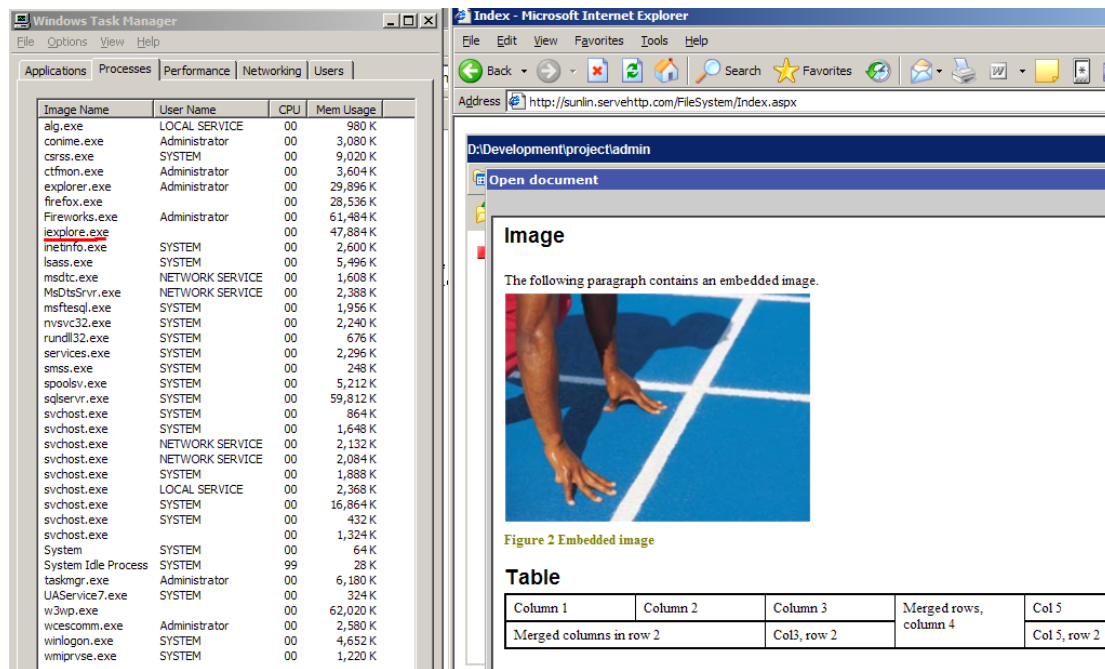 Windows Task Manager
File Options View Help
Applications Processes Performance Networking Users
Image Name User Name CPU Mem Usage
alg.exe LOCAL SERVICE 00 980 K
conime.exe Administrator 00 3,080 K
csrss.exe SYSTEM 00 9,020 K
ctfmon.exe Administrator 00 3,604 K
explorer.exe Administrator 00 29,896 K
firefox.exe 00 28,536 K
Fireworks.exe Administrator 00 61,484 K
iexplore.exe 00 47,884 K
inetinfo.exe SYSTEM 00 2,600 K
lsass.exe SYSTEM 00 5,496 K
msdtc.exe NETWORK SERVICE 00 1,608 K
MsDtsSrvr.exe NETWORK SERVICE 00 2,388 K
msftesql.exe SYSTEM 00 1,956 K
nvsvc32.exe SYSTEM 00 2,240 K
rundll32.exe SYSTEM 00 676 K
services.exe SYSTEM 00 2,296 K
smss.exe SYSTEM 00 248 K
spoolsv.exe SYSTEM 00 5,212 K
sqlservr.exe SYSTEM 00 59,812 K
svchost.exe SYSTEM 00 864 K
svchost.exe SYSTEM 00 1,648 K
svchost.exe NETWORK SERVICE 00 2,132 K
svchost.exe NETWORK SERVICE 00 2,084 K
svchost.exe SYSTEM 00 1,888 K
svchost.exe LOCAL SERVICE 00 2,368 K
svchost.exe SYSTEM 00 16,864 K
svchost.exe SYSTEM 00 432 K
svchost.exe 00 1,324 K
System SYSTEM 00 64 K
System Idle Process SYSTEM 99 28 K
taskmgr.exe Administrator 00 6,180 K
UAService7.exe SYSTEM 00 324 K
w3wp.exe 00 62,020 K
wcescomm.exe Administrator 00 2,580 K
winlogon.exe SYSTEM 00 4,652 K
wmiprvse.exe SYSTEM 00 1,220 K
Index - Microsoft Internet Explorer
File Edit View Favorites Tools Help
Back Search Favorites
Address http://sunlin.servehttp.com/FileSystem/Index.aspx
D:\Development\project\admin
Open document
Image
The following paragraph contains an embedded image.
Figure 2 Embedded image
Table
Column 1 Column 2 Column 3 Merged rows, column 4 Col 5
Merged columns in row 2 Col3, row 2 Col 5, row 2